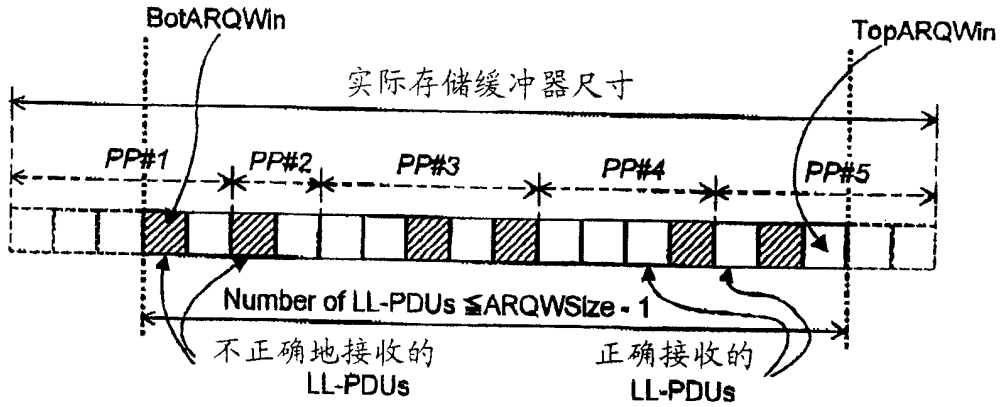 BotARQWin
TopARQWin
实际存储缓冲器尺寸
PP#1
PP#2
PP#3
PP#4
PP#5
Number of LL-PDUs ≦ARQWSize - 1
不正确地接收的
LL-PDUs
正确接收的
LL-PDUs